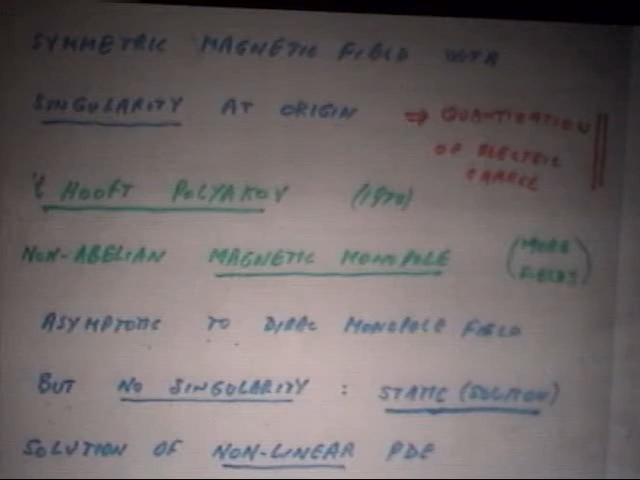 SYMMETRIC MAGNETIC FIELD WITH
SINGULARITY AT ORIGIN
⇒ QUANTIZATION
OF ELECTRIC
CHARGE
'T HOOFT POLYAKOV (1970)
NON-ABELIAN MAGNETIC MONOPOLE
(MORE
FIELDS)
ASYMPTOTIC TO DIRAC MONOPOLE FIELD
BUT NO SINGULARITY : STATIC (SOLITON)
SOLUTION OF NON-LINEAR PDE